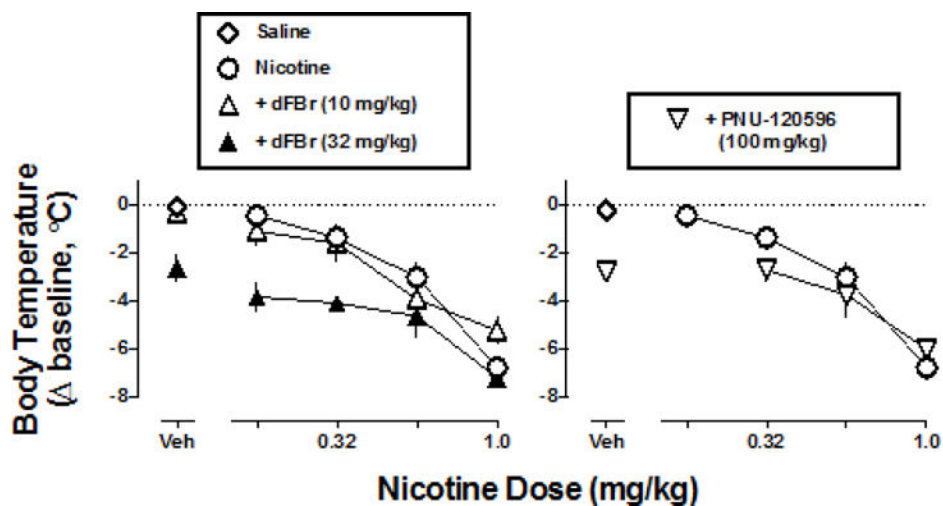 Saline
Nicotine
+ dFBr (10 mg/kg)
+ dFBr (32 mg/kg)
+ PNU-120596
(100 mg/kg)
Body Temperature
(Δ baseline, °C)
0
-2
-4
-6
-8
Veh
0.32
1.0
0
-2
-4
-6
-8
Veh
0.32
1.0
Nicotine Dose (mg/kg)